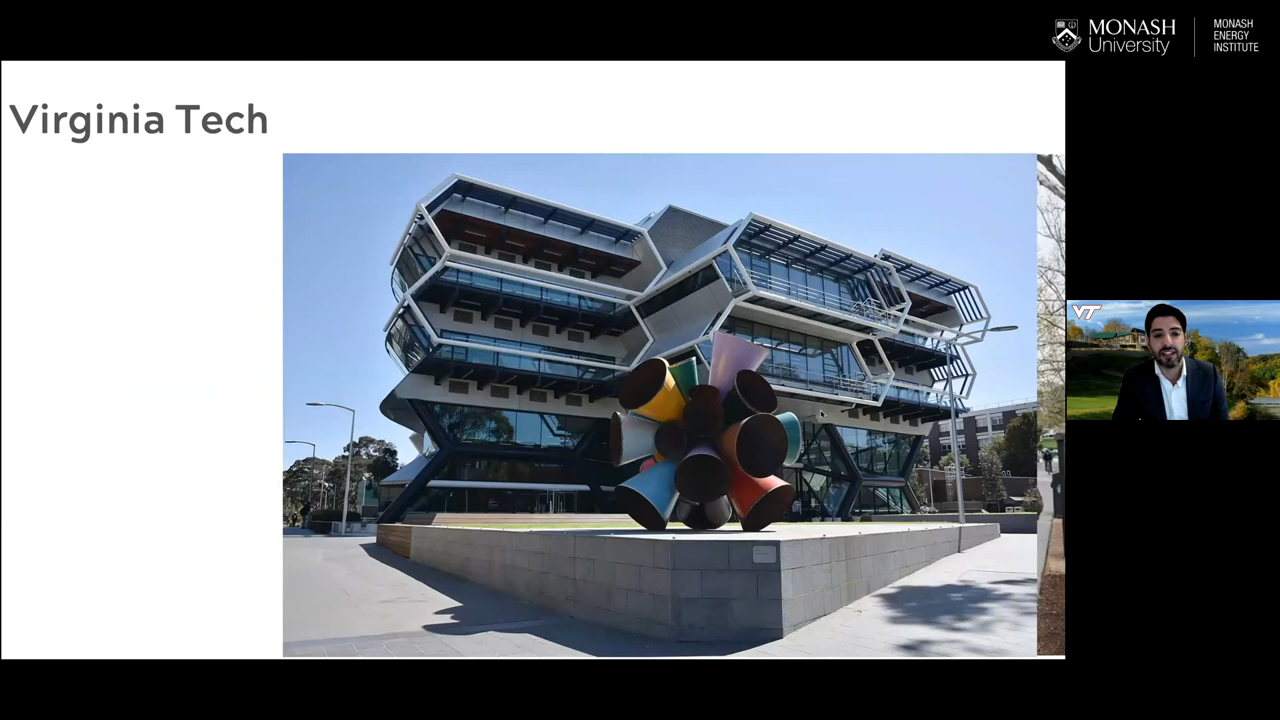 MONASH
University
MONASH
ENERGY
INSTITUTE
Virginia Tech
VT